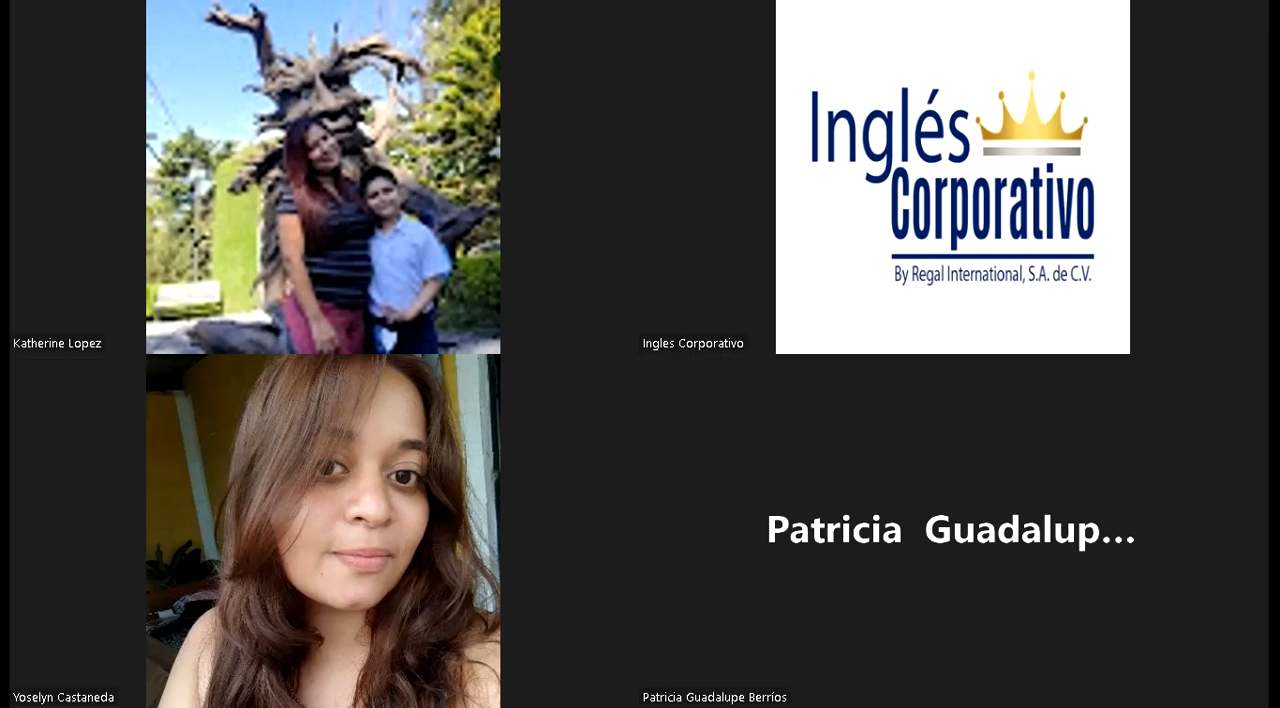 Inglés
Corporativo
By Regal International, S.A. de C.V.
Katherine Lopez
Ingles Corporativo
Patricia Guadalup...
Yoselyn Castaneda
Patricia Guadalupe Berríos